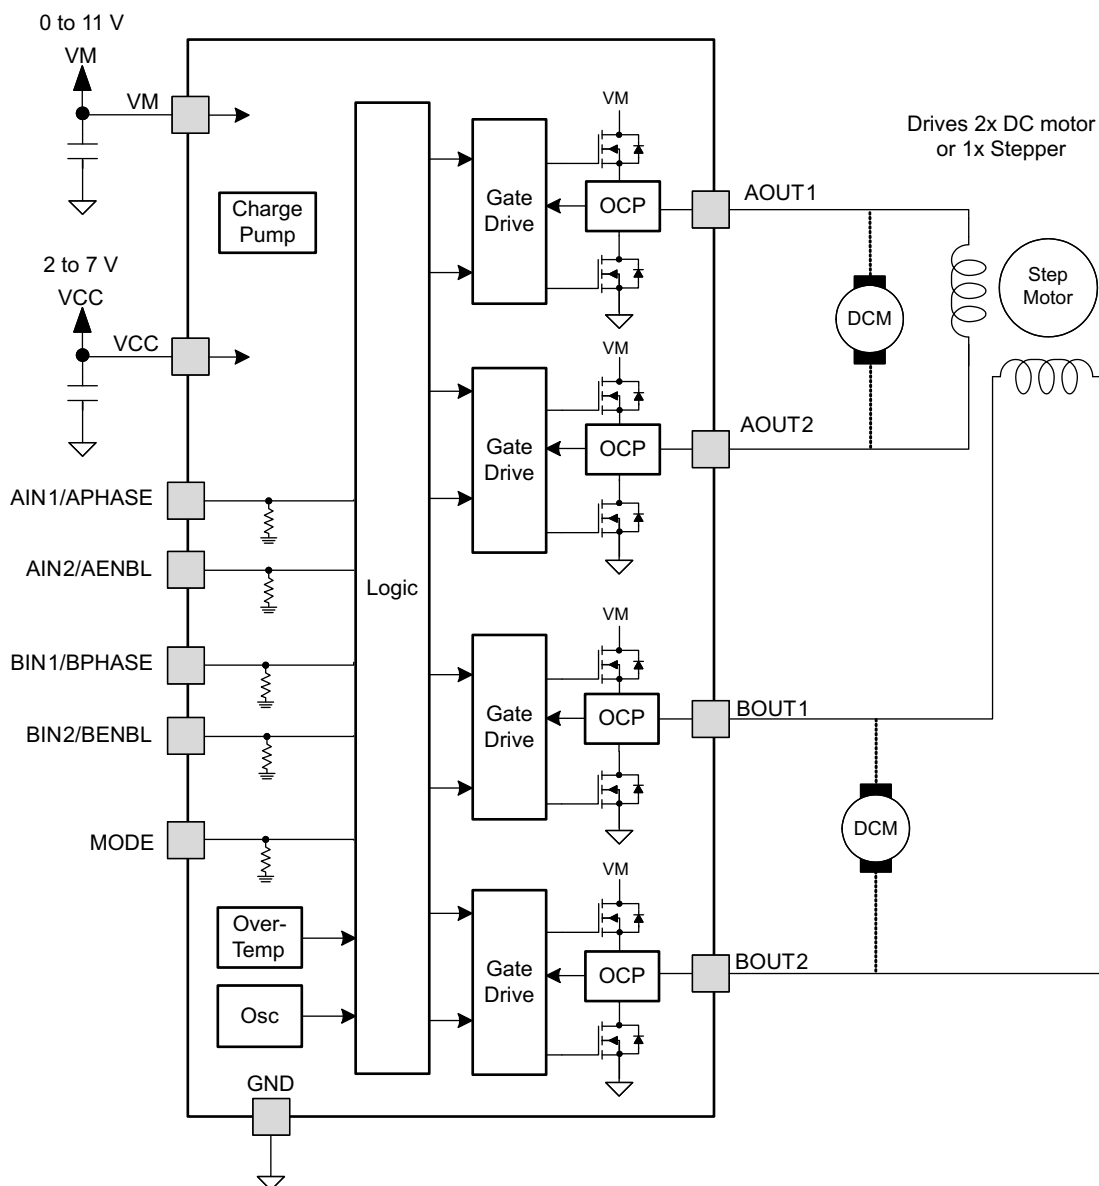 0 to 11 V
VM
VM
2 to 7 V
VCC
VCC
AIN1/APHASE
AIN2/AENBL
BIN1/BPHASE
BIN2/BENBL
MODE
GND
Charge
Pump
Over-
Temp
Osc
Logic
Gate
Drive
VM
OCP
AOUT1
Gate
Drive
VM
OCP
AOUT2
Gate
Drive
VM
OCP
BOUT1
Gate
Drive
VM
OCP
BOUT2
Drives 2x DC motor
or 1x Stepper
DCM
Step
Motor
DCM